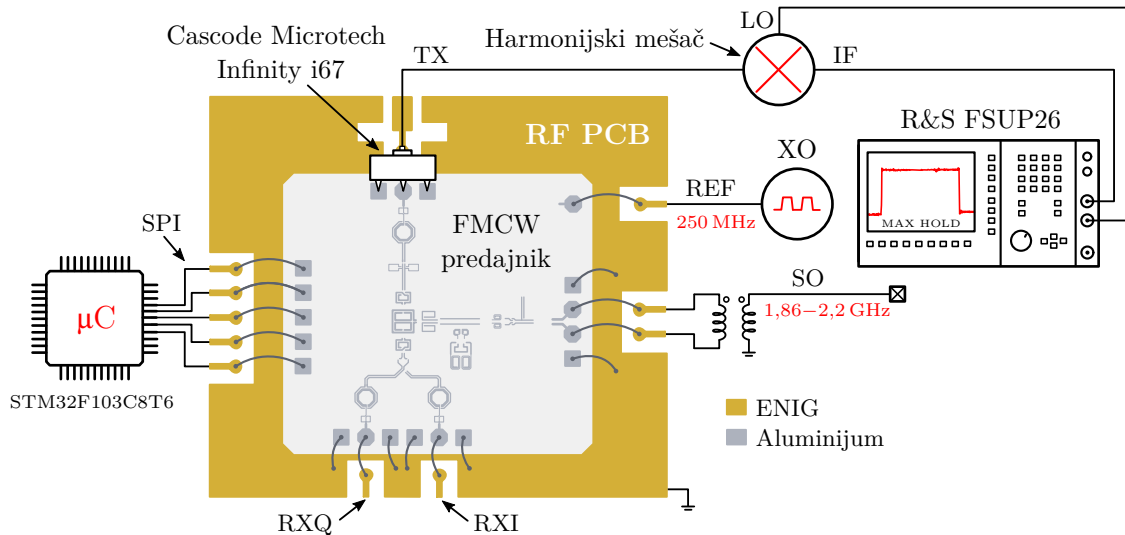 LO
Cascode Microtech
Infinity i67
TX
Harmonijski mešač
IF
RF PCB
R&S FSUP26
XO
MAX HOLD
REF
250 MHz
SPI
FMCW
predajnik
μC
SO
1,86–2,2 GHz
STM32F103C8T6
ENIG
Aluminijum
RXQ
RXI